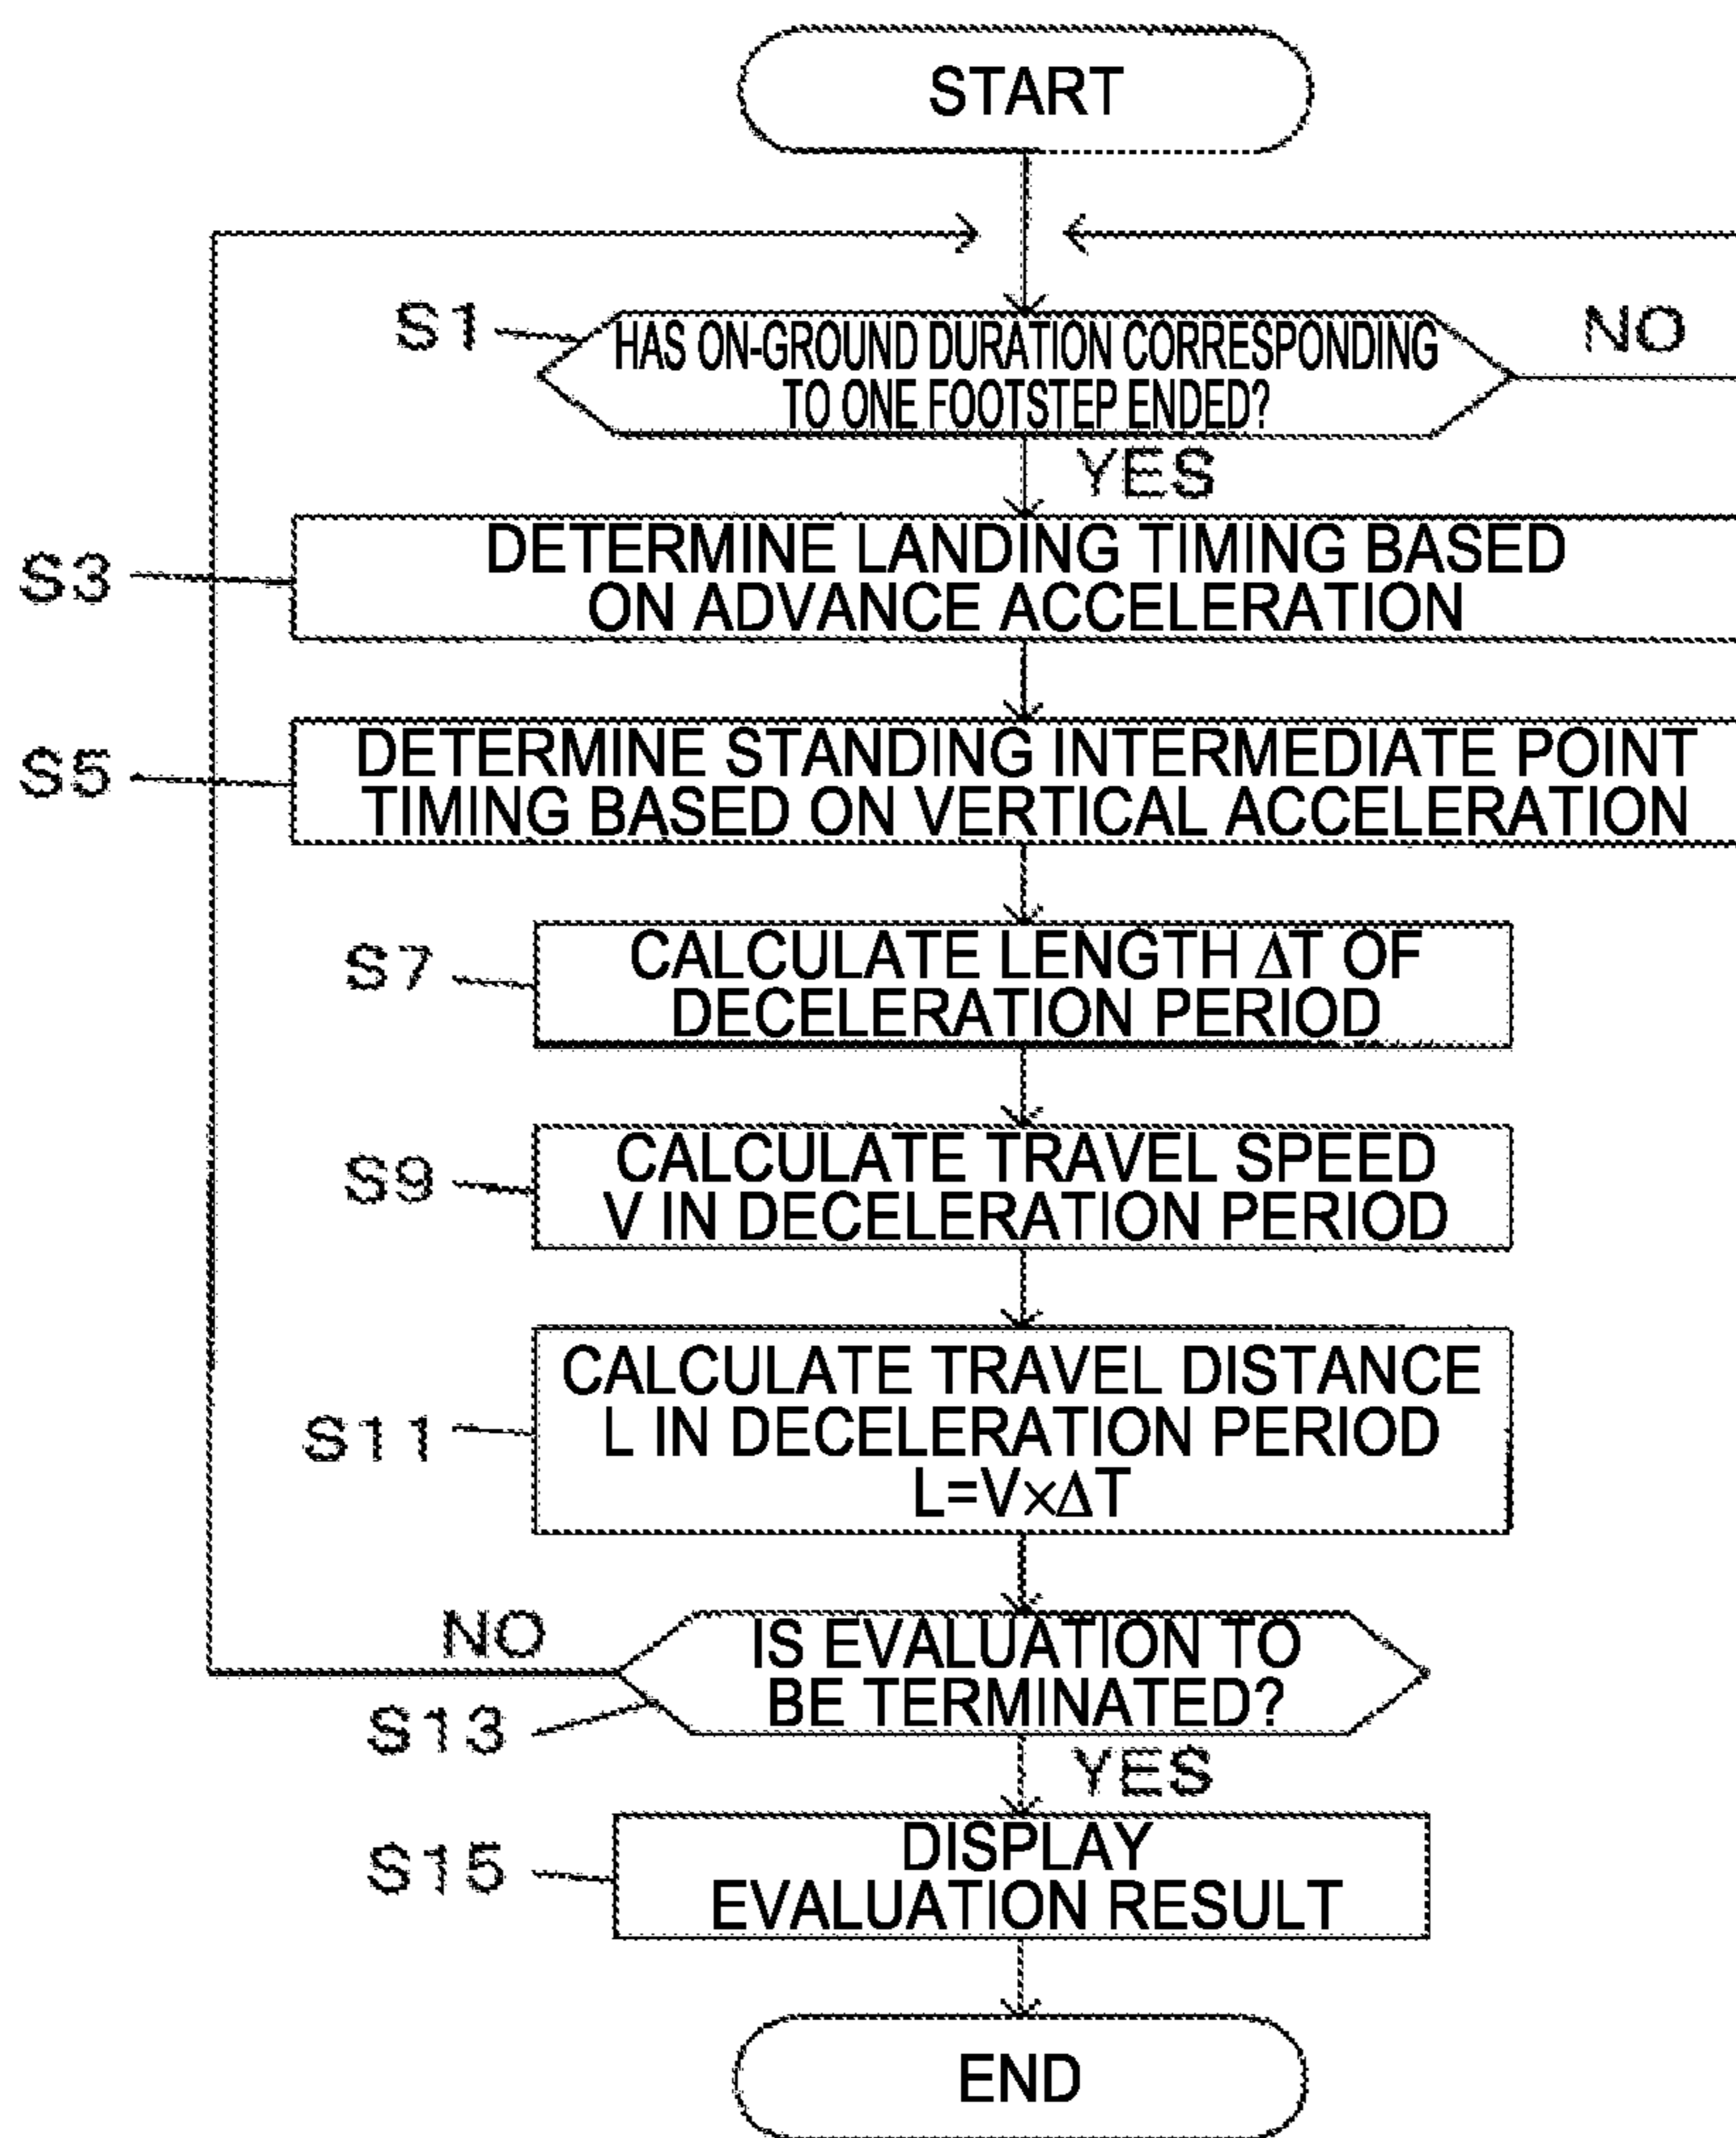 START
S1
HAS ON-GROUND DURATION CORRESPONDING
TO ONE FOOTSTEP ENDED?
NO
YES
S3
DETERMINE LANDING TIMING BASED
ON ADVANCE ACCELERATION
S5
DETERMINE STANDING INTERMEDIATE POINT
TIMING BASED ON VERTICAL ACCELERATION
S7
CALCULATE LENGTH ΔT OF
DECELERATION PERIOD
S9
CALCULATE TRAVEL SPEED
V IN DECELERATION PERIOD
S11
CALCULATE TRAVEL DISTANCE
L IN DECELERATION PERIOD
L=V×ΔT
NO
IS EVALUATION TO
BE TERMINATED?
S13
YES
S15
DISPLAY
EVALUATION RESULT
END